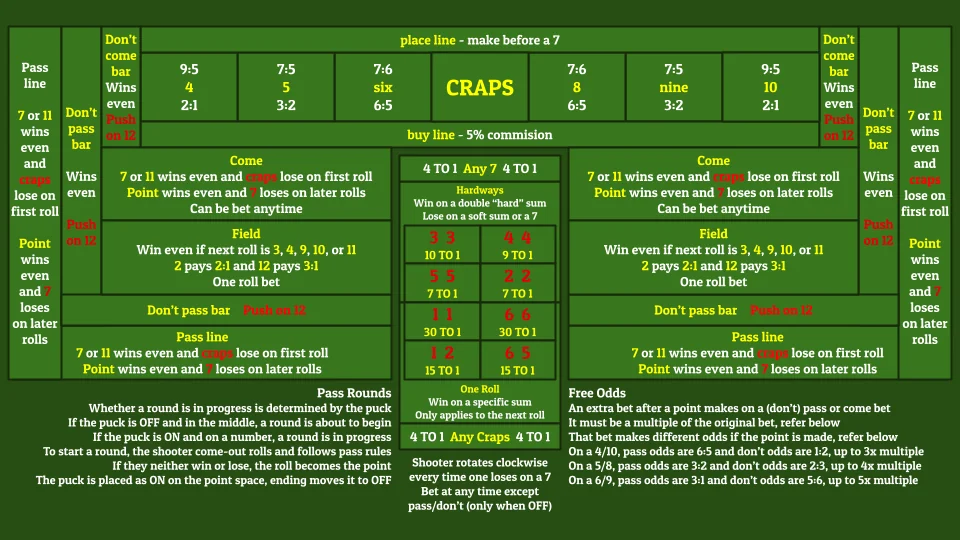 place line - make before a 7
Pass
line
7 or 11
wins
even
and
craps
lose on
first roll
Point
wins
even
and 7
loses
on later
rolls
Don't
pass
bar
Wins
even
Push
on 12
Don't
come
bar
Wins
even
Push
on 12
9:5
4
2:1
7:5
5
3:2
7:6
six
6:5
CRAPS
7:6
8
6:5
7:5
nine
3:2
9:5
10
2:1
buy line - 5% commision
Don't
come
bar
Wins
even
Push
on 12
Don't
pass
bar
Wins
even
Push
on 12
Pass
line
7 or 11
wins
even
and
craps
lose on
first roll
Point
wins
even
and 7
loses
on later
rolls
Come
7 or 11 wins even and craps lose on first roll
Point wins even and 7 loses on later rolls
Can be bet anytime
Field
Win even if next roll is 3, 4, 9, 10, or 11
2 pays 2:1 and 12 pays 3:1
One roll bet
Don't pass bar Push on 12
Pass line
7 or 11 wins even and craps lose on first roll
Point wins even and 7 loses on later rolls
4 TO 1 Any 7 4 TO 1
Hardways
Win on a double “hard” sum
Lose on a soft sum or a 7
3 3
10 TO 1
4 4
9 TO 1
5 5
7 TO 1
2 2
7 TO 1
1 1
30 TO 1
6 6
30 TO 1
1 2
15 TO 1
6 5
15 TO 1
One Roll
Win on a specific sum
Only applies to the next roll
4 TO 1 Any Craps 4 TO 1
Come
7 or 11 wins even and craps lose on first roll
Point wins even and 7 loses on later rolls
Can be bet anytime
Field
Win even if next roll is 3, 4, 9, 10, or 11
2 pays 2:1 and 12 pays 3:1
One roll bet
Don't pass bar Push on 12
Pass line
7 or 11 wins even and craps lose on first roll
Point wins even and 7 loses on later rolls
Pass Rounds
Whether a round is in progress is determined by the puck
If the puck is OFF and in the middle, a round is about to begin
If the puck is ON and on a number, a round is in progress
To start a round, the shooter come-out rolls and follows pass rules
If they neither win or lose, the roll becomes the point
The puck is placed as ON on the point space, ending moves it to OFF
Shooter rotates clockwise
every time one loses on a 7
Bet at any time except
pass/don't (only when OFF)
Free Odds
An extra bet after a point makes on a (don't) pass or come bet
It must be a multiple of the original bet, refer below
That bet makes different odds if the point is made, refer below
On a 4/10, pass odds are 6:5 and don't odds are 1:2, up to 3x multiple
On a 5/8, pass odds are 3:2 and don't odds are 2:3, up to 4x multiple
On a 6/9, pass odds are 3:1 and don't odds are 5:6, up to 5x multiple